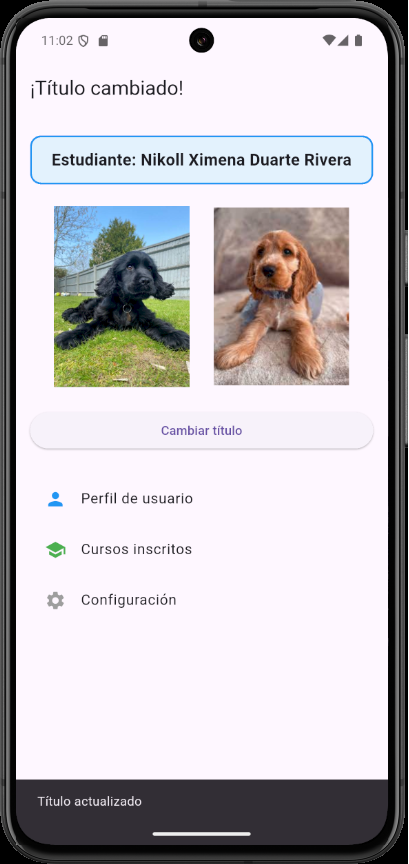 11:02
¡Título cambiado!
Estudiante: Nikoll Ximena Duarte Rivera
Cambiar título
Perfil de usuario
Cursos inscritos
Configuración
Título actualizado